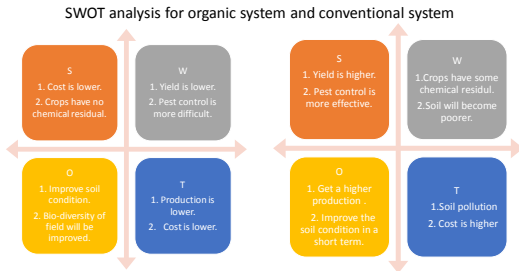 SWOT analysis for organic system and conventional system
S
1. Cost is lower.
2. Crops have no
chemical residual.
W
1. Yield is lower.
2. Pest control is
more difficult.
O
1. Improve soil
condition.
2. Bio-diversity of
field will be
improved.
T
1. Production is
lower.
2. Cost is lower.
S
1. Yield is higher.
2. Pest control is
more effective.
W
1.Crops have some
chemical residul.
2.Soil will become
poorer.
O
1. Get a higher
production .
2. Improve the
soil condition in a
short term.
T
1.Soil pollution
2. Cost is higher